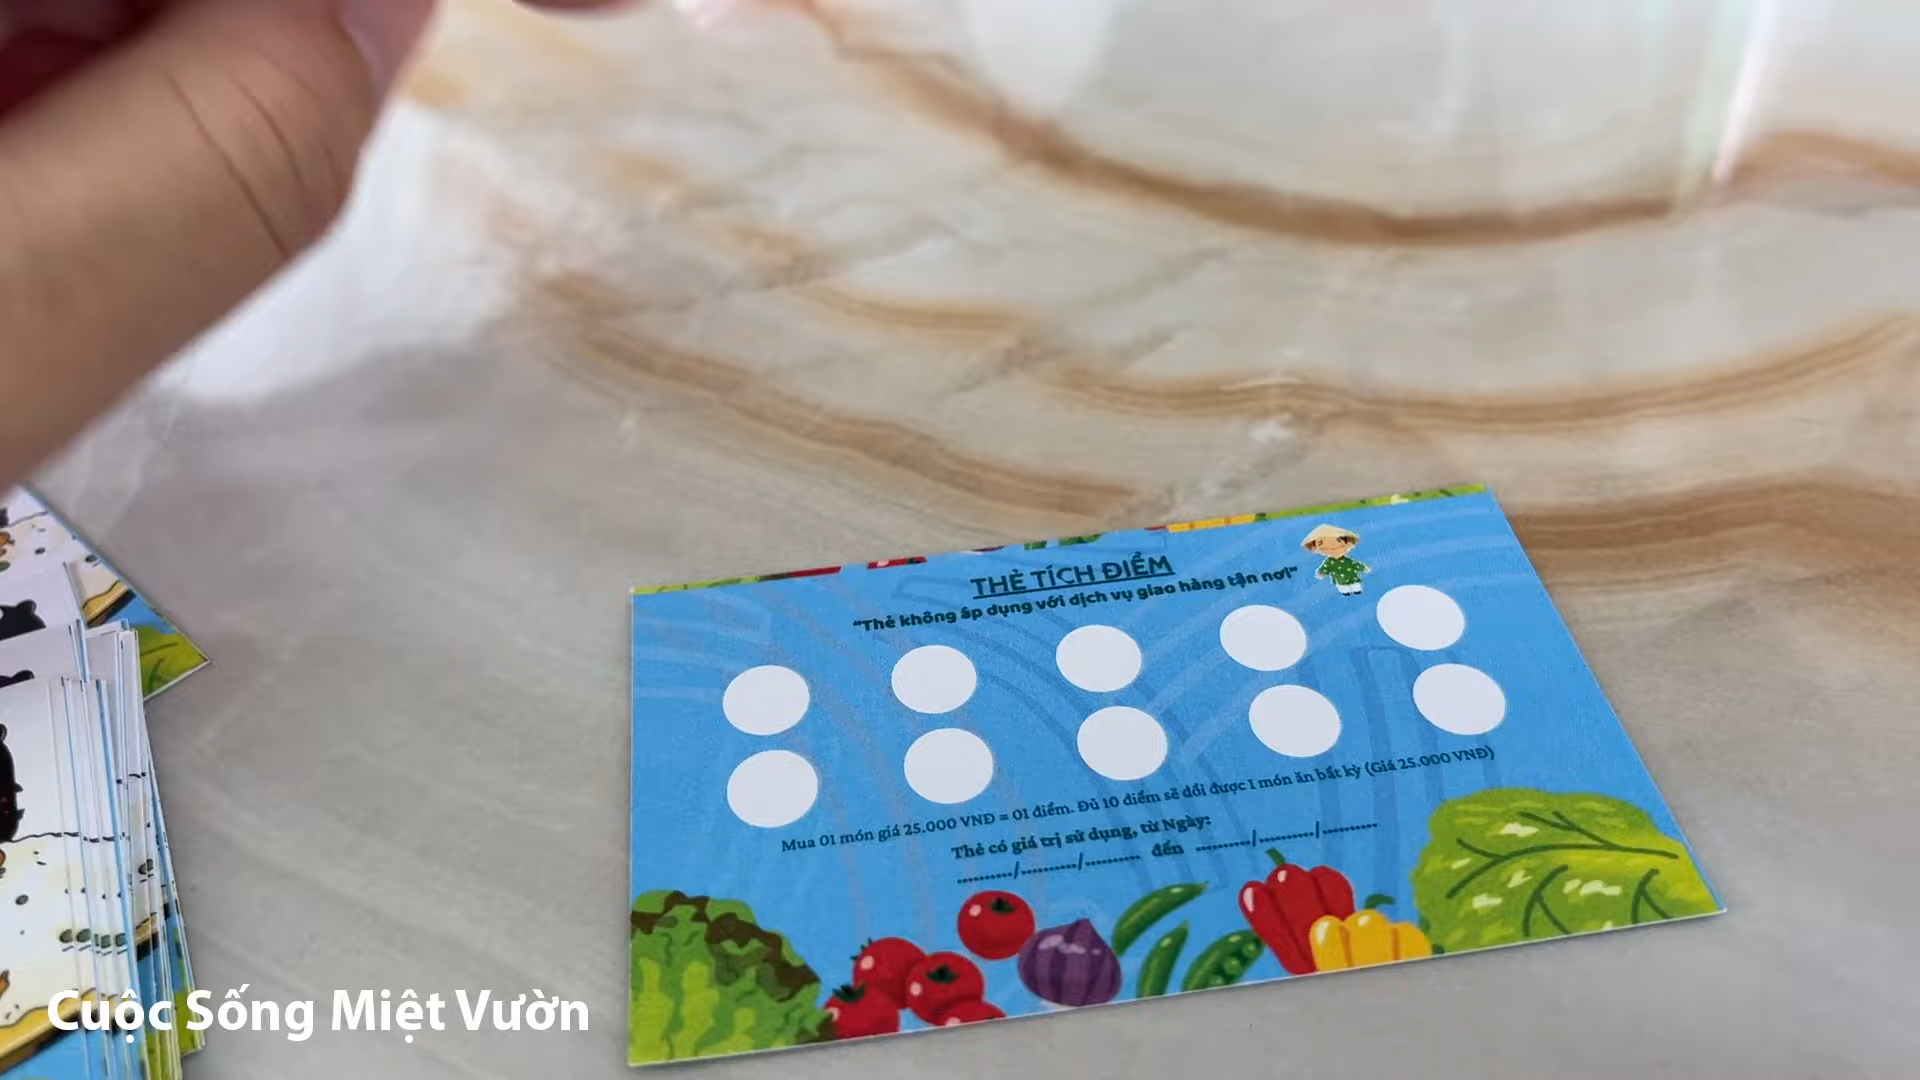 THẺ TÍCH ĐIỂM
"Thẻ không áp dụng với dịch vụ giao hàng tận nơi"
Mua 01 món giá 25.000 VNĐ = 01 điểm. Đủ 10 điểm sẽ đổi được 1 món ăn bất kỳ (Giá 25.000 VNĐ)
Thẻ có giá trị sử dụng, từ Ngày:
........../........../.......... đến ........../........../..........
Cuộc Sống Miệt Vườn